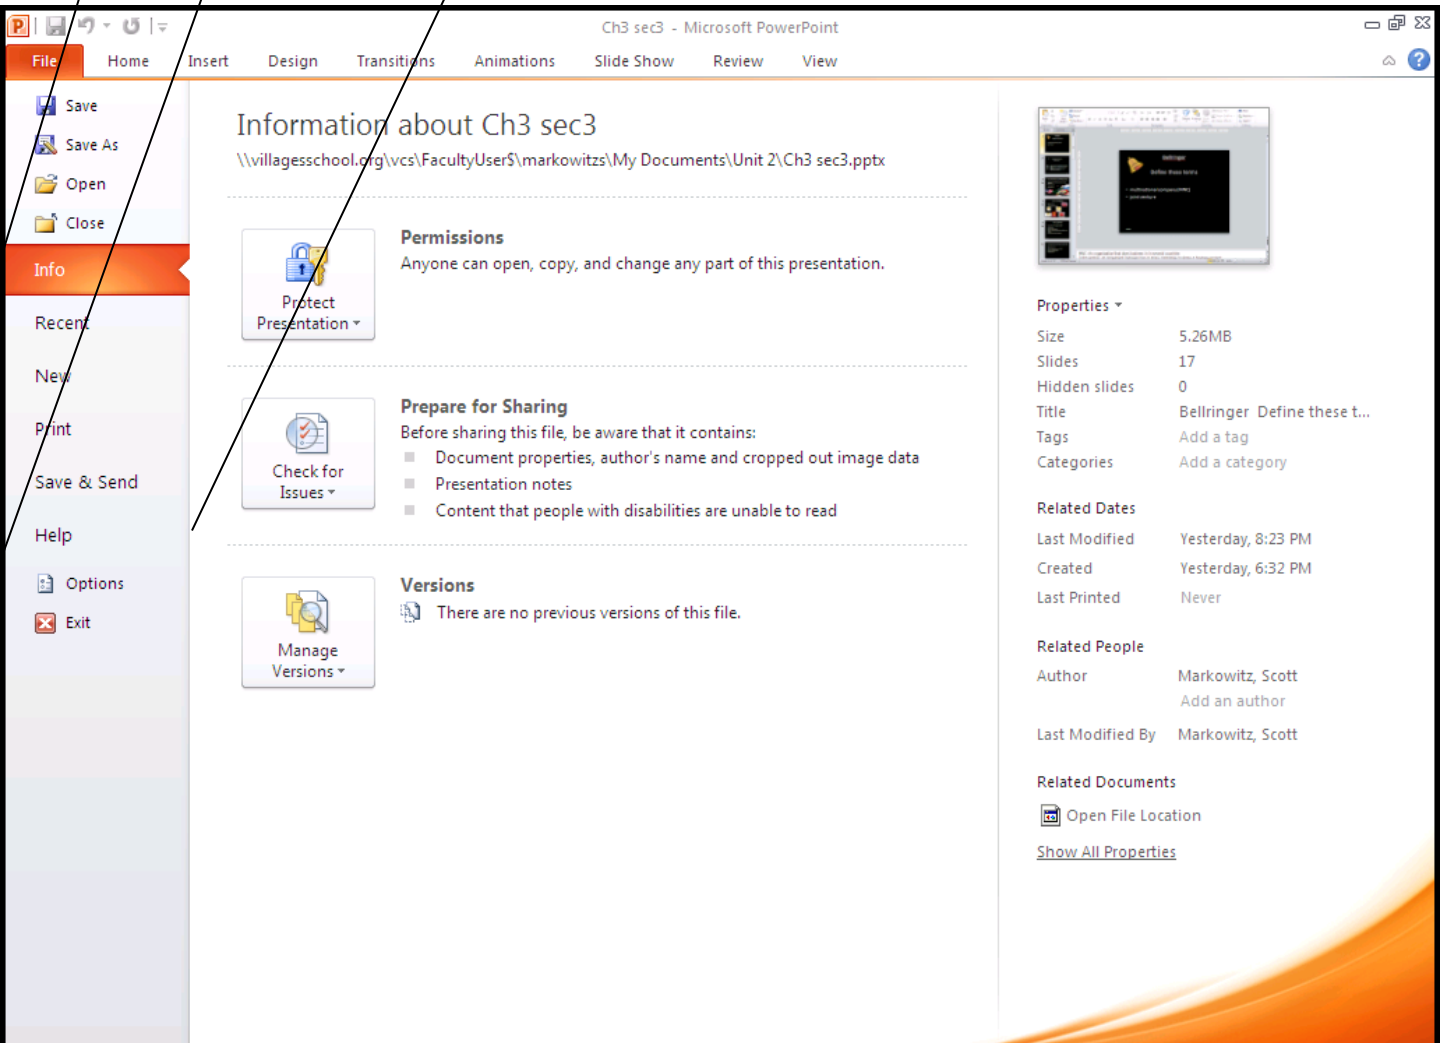 Ch3 sec3 - Microsoft PowerPoint
File Home Insert Design Transitions Animations Slide Show Review View
Save
Save As
Open
Close
Info
Recent
New
Print
Save & Send
Help
Options
Exit
Information about Ch3 sec3
\\villagesschool.org\vcs\FacultyUser$\markowitzs\My Documents\Unit 2\Ch3 sec3.pptx
Protect
Presentation
Permissions
Anyone can open, copy, and change any part of this presentation.
Check for
Issues
Prepare for Sharing
Before sharing this file, be aware that it contains:
Document properties, author's name and cropped out image data
Presentation notes
Content that people with disabilities are unable to read
Manage
Versions
Versions
There are no previous versions of this file.
Bellringer
Define these terms
Properties
Size 5.26MB
Slides 17
Hidden slides 0
Title Bellringer Define these t...
Tags Add a tag
Categories Add a category
Related Dates
Last Modified Yesterday, 8:23 PM
Created Yesterday, 6:32 PM
Last Printed Never
Related People
Author Markowitz, Scott
Add an author
Last Modified By Markowitz, Scott
Related Documents
Open File Location
Show All Properties